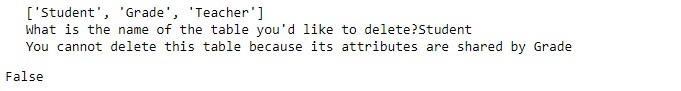 ['Student', 'Grade', 'Teacher']
What is the name of the table you'd like to delete?Student
You cannot delete this table because its attributes are shared by Grade
False